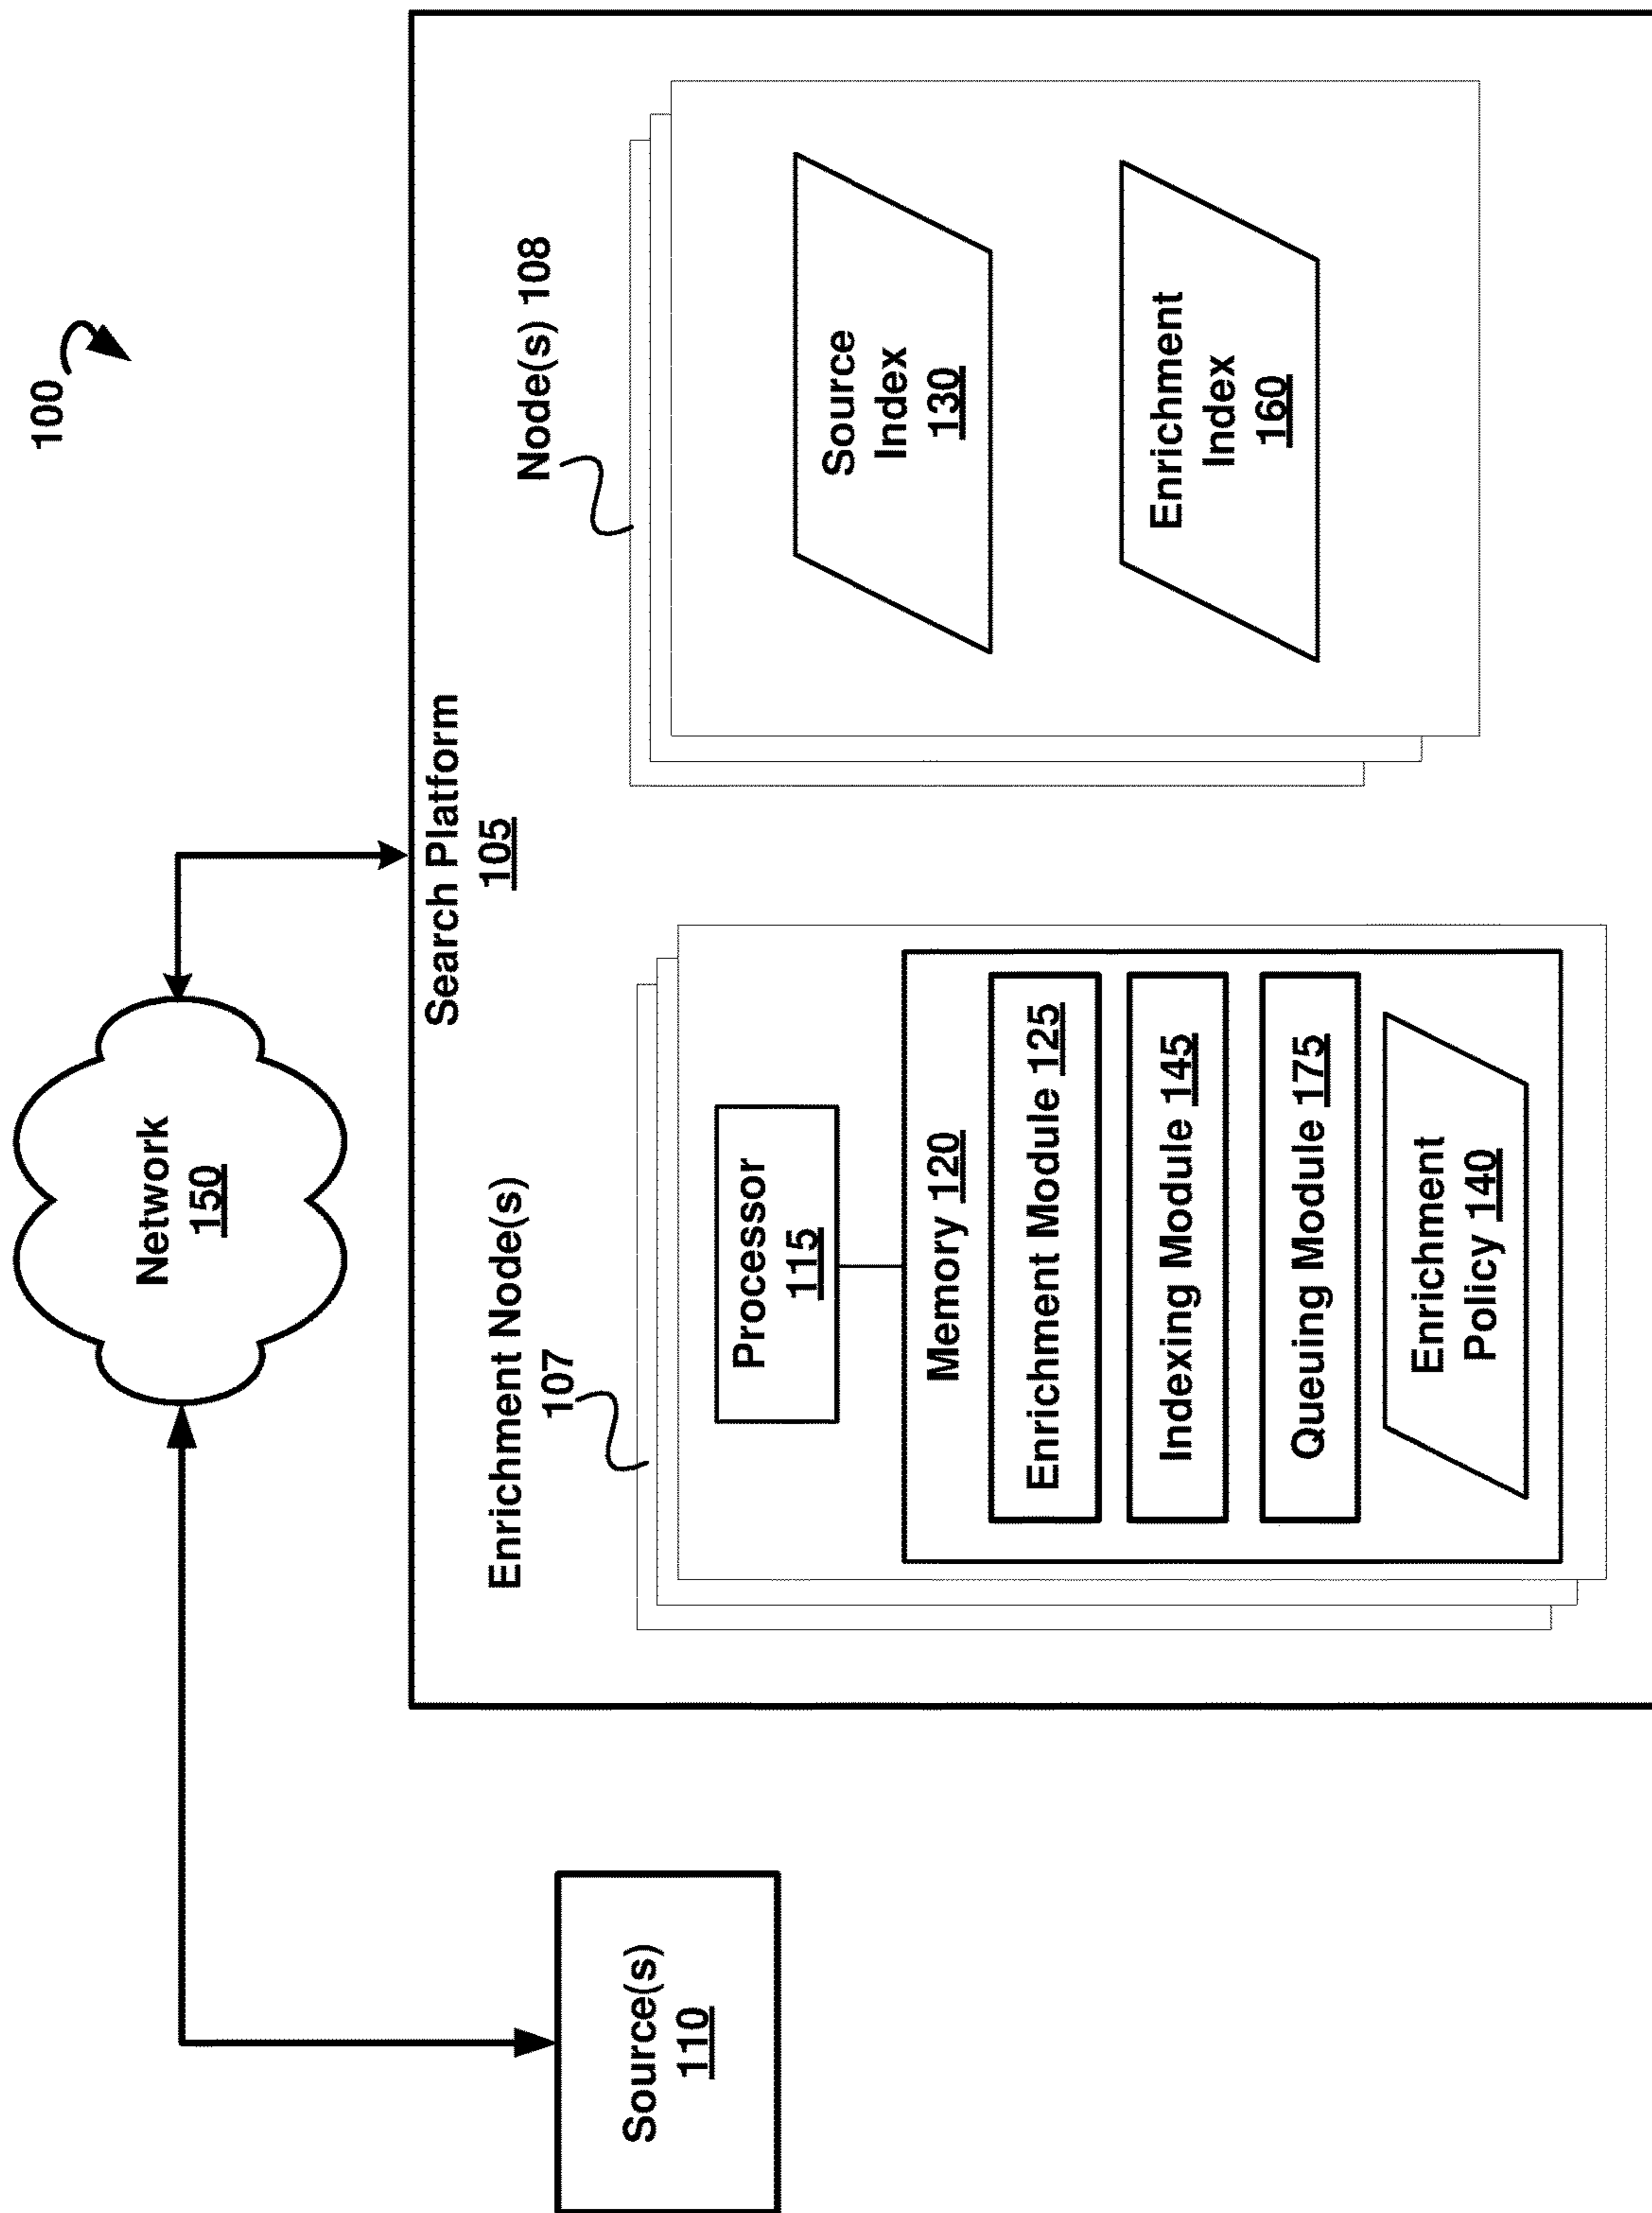 100
Network
150
Source(s)
110
Search Platform
105
Enrichment Node(s)
107
Processor
115
Memory 120
Enrichment Module 125
Indexing Module 145
Queuing Module 175
Enrichment
Policy 140
Node(s) 108
Source
Index
130
Enrichment
Index
160